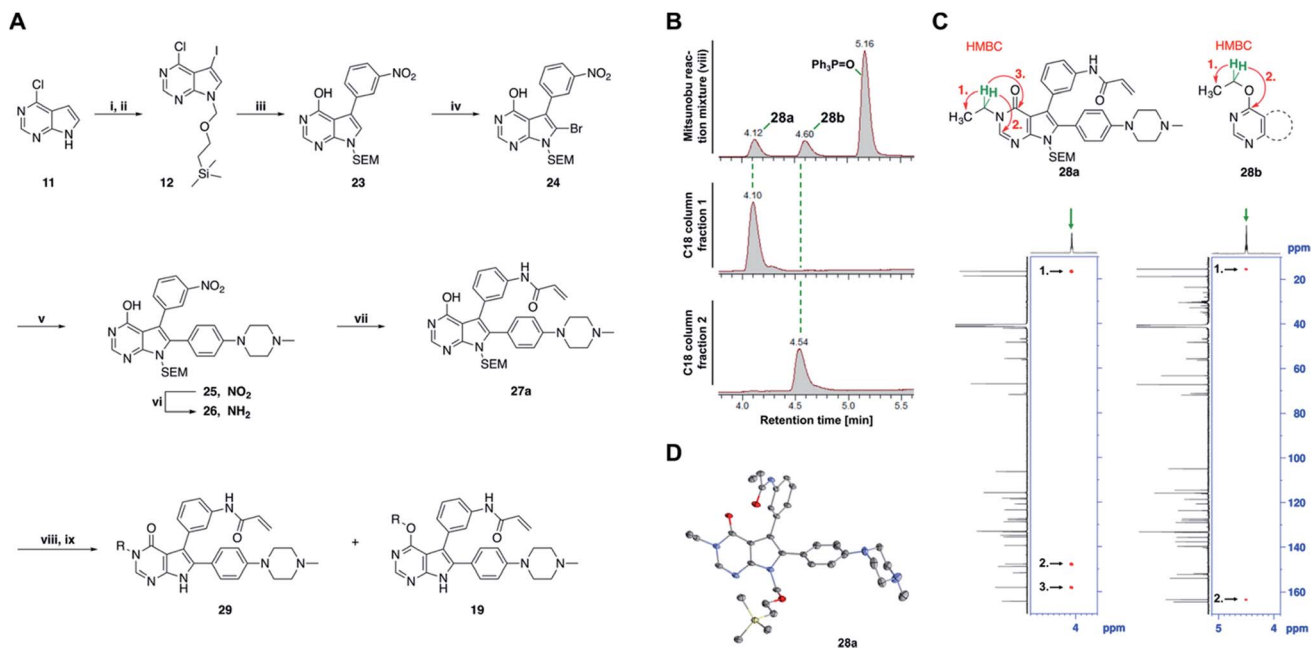 A
Cl
N
N
N
H
11
i, ii
Cl
I
N
N
N
O
Si
12
iii
NO2
OH
N
N
N
SEM
23
iv
NO2
OH
Br
N
N
N
SEM
24
v
NO2
OH
N
N
N
SEM
N
N
25, NO2
vi
26, NH2
vii
H
N
O
OH
N
N
N
SEM
N
N
27a
viii, ix
H
N
O
O
R
N
N
N
H
N
N
29
+
H
N
O
R
O
N
N
N
H
N
N
19
B
Mitsunobu reac-
tion mixture (viii)
5.16
Ph3P=O
28a
28b
4.12
4.60
C18 column
fraction 1
4.10
C18 column
fraction 2
4.54
4.0
4.5
5.0
5.5
Retention time [min]
C
HMBC
1.
HH
3.
2.
H3C
O
N
N
N
SEM
H
N
O
N
N
28a
HMBC
1.
HH
2.
H3C
O
N
N
28b
ppm
1.
1.
20
40
60
80
100
120
140
2.
3.
2.
160
4
ppm
5
4
ppm
D
28a